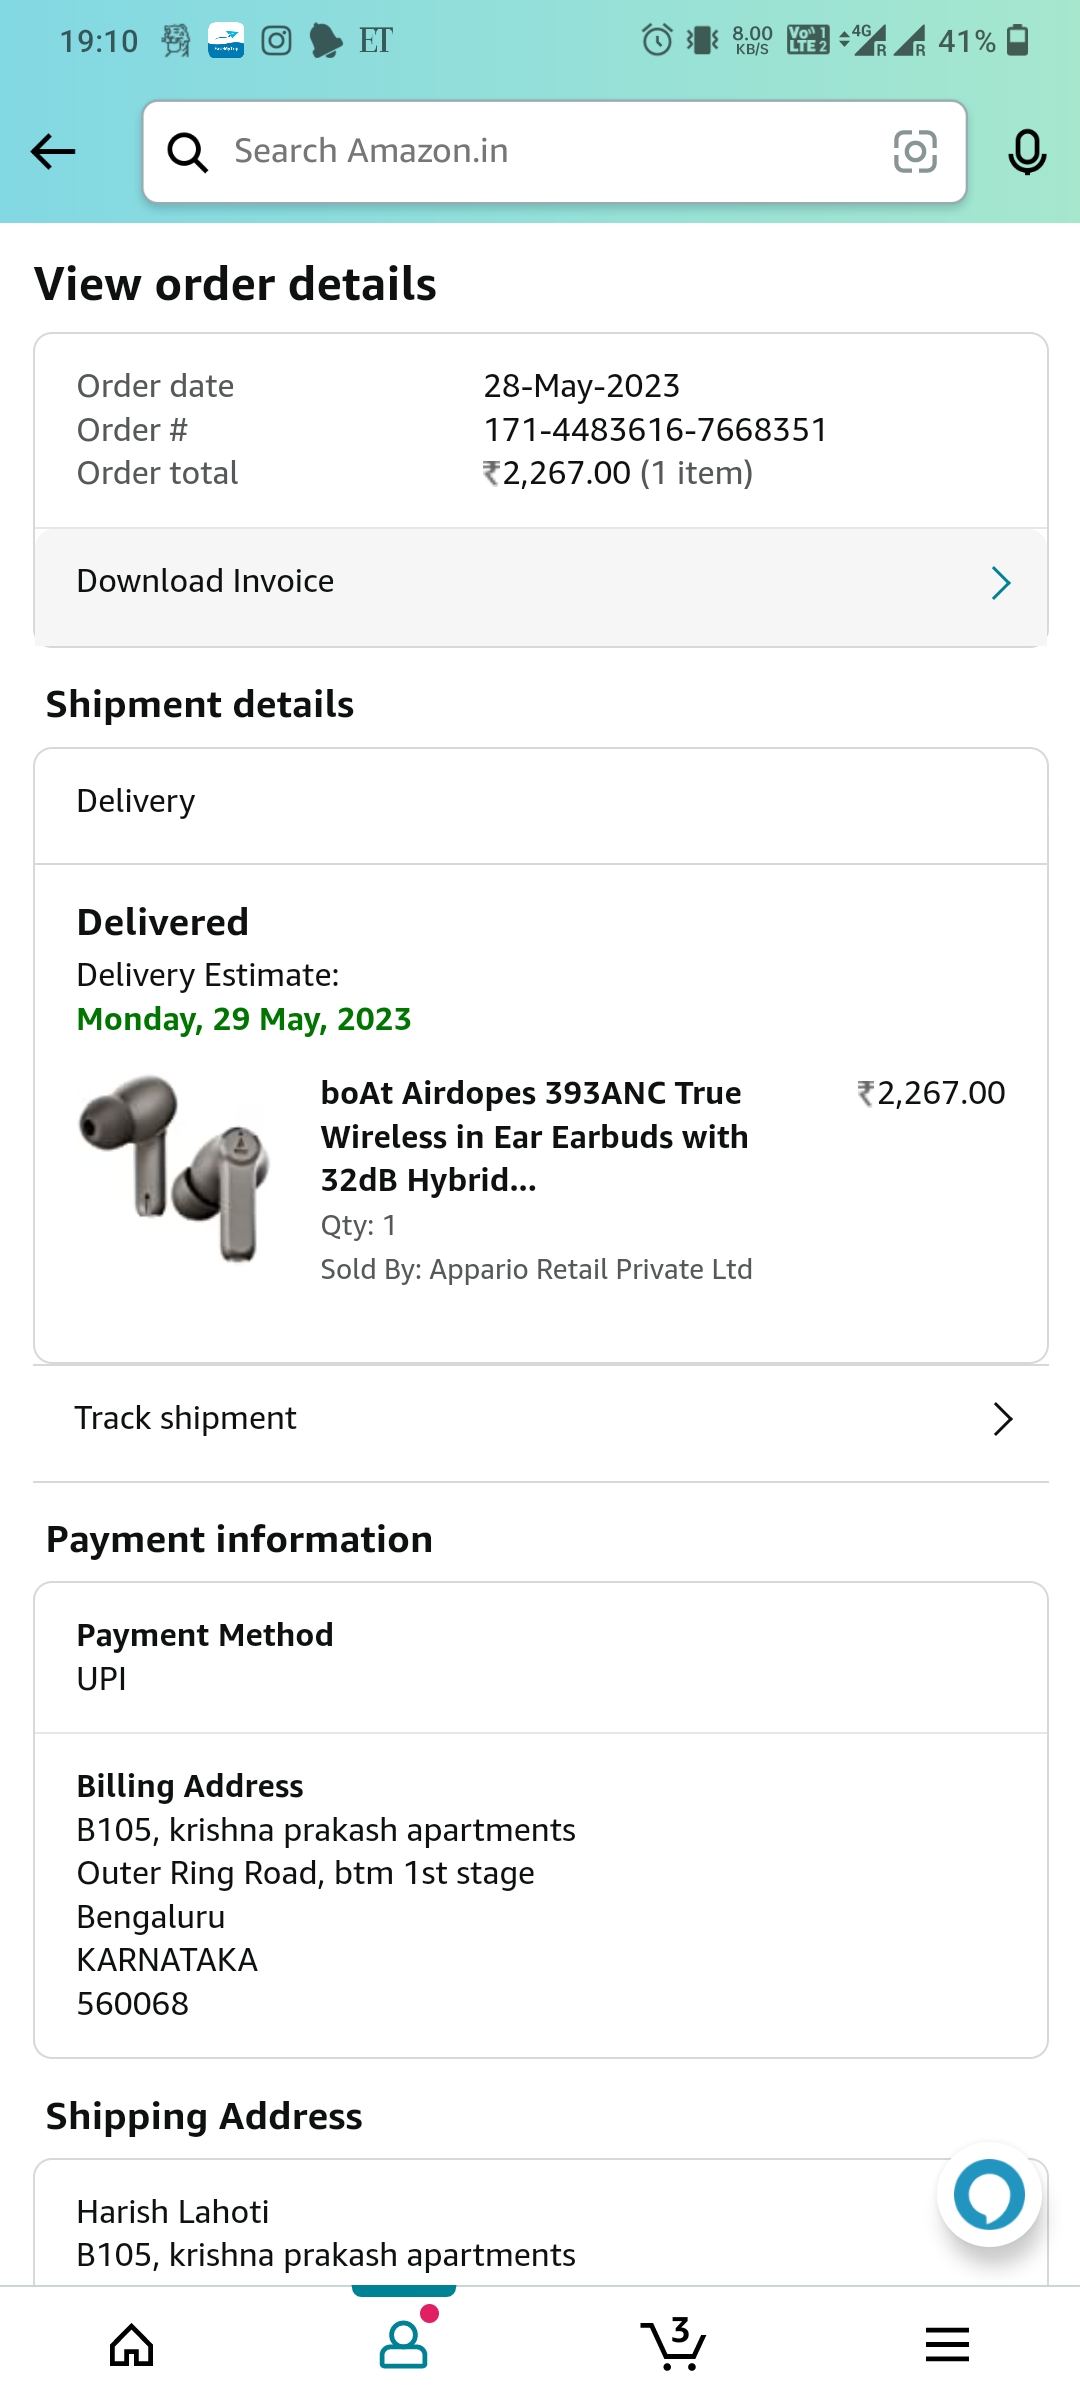 19:10 ET 8.00 KB/S Vo 1 LTE 2 4G R R 41%
Search Amazon.in
View order details
Order date 28-May-2023
Order # 171-4483616-7668351
Order total ₹2,267.00 (1 item)
Download Invoice
Shipment details
Delivery
Delivered
Delivery Estimate:
Monday, 29 May, 2023
boAt Airdopes 393ANC True ₹2,267.00
Wireless in Ear Earbuds with
32dB Hybrid...
Qty: 1
Sold By: Appario Retail Private Ltd
Track shipment
Payment information
Payment Method
UPI
Billing Address
B105, krishna prakash apartments
Outer Ring Road, btm 1st stage
Bengaluru
KARNATAKA
560068
Shipping Address
Harish Lahoti
B105, krishna prakash apartments
3